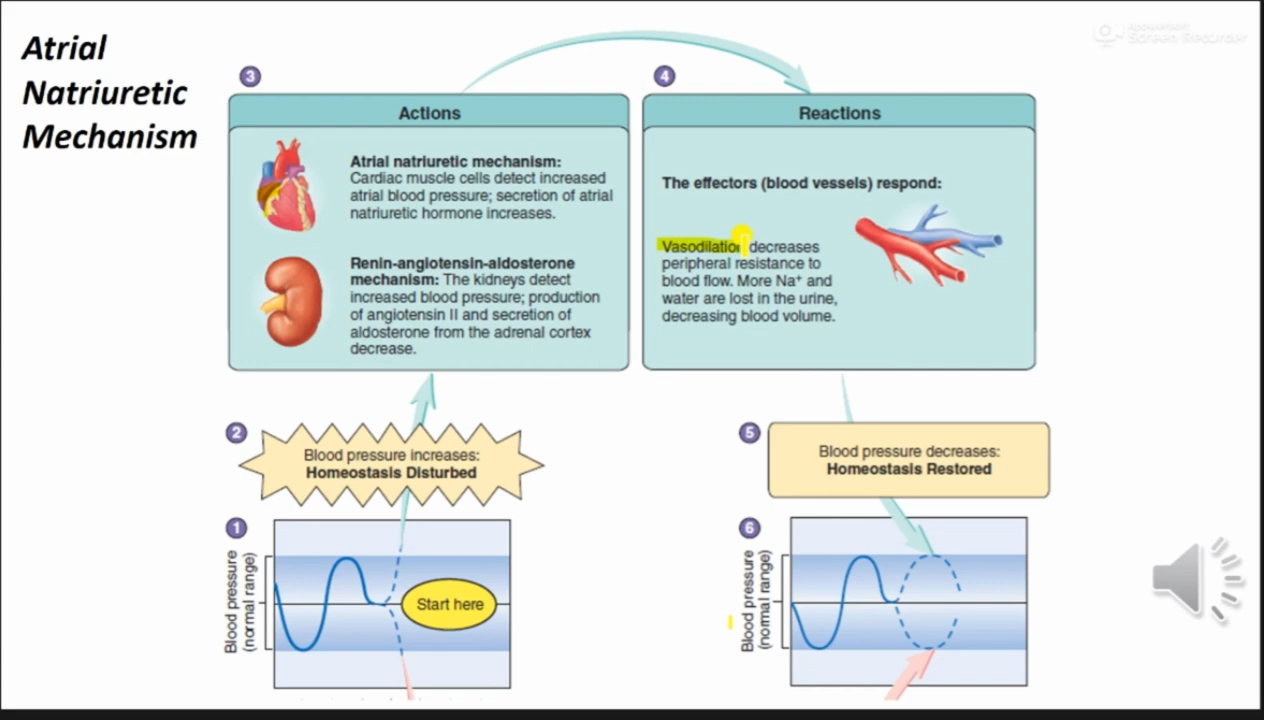 Atrial
Natriuretic
Mechanism
Screen Recorder
3
Actions
Atrial natriuretic mechanism:
Cardiac muscle cells detect increased
atrial blood pressure; secretion of atrial
natriuretic hormone increases.
Renin-angiotensin-aldosterone
mechanism: The kidneys detect
increased blood pressure; production
of angiotensin II and secretion of
aldosterone from the adrenal cortex
decrease.
4
Reactions
The effectors (blood vessels) respond:
Vasodilation decreases
peripheral resistance to
blood flow. More Na⁺ and
water are lost in the urine,
decreasing blood volume.
2
Blood pressure increases:
Homeostasis Disturbed
5
Blood pressure decreases:
Homeostasis Restored
1
Blood pressure
(normal range)
Start here
6
Blood pressure
(normal range)